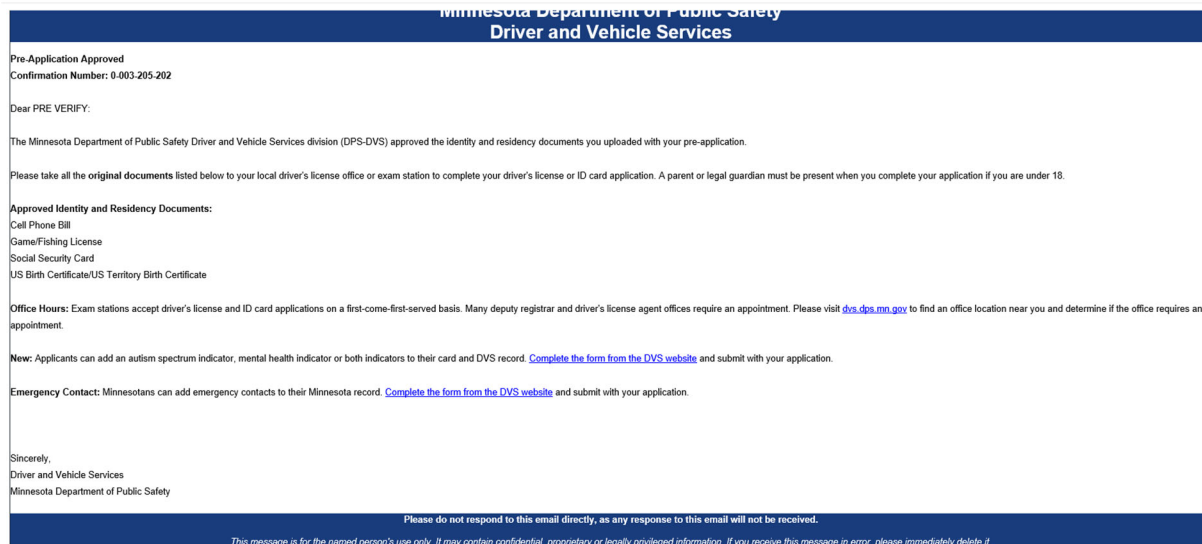 Minnesota Department of Public Safety
Driver and Vehicle Services
Pre-Application Approved
Confirmation Number: 0-003-205-202
Dear PRE VERIFY:
The Minnesota Department of Public Safety Driver and Vehicle Services division (DPS-DVS) approved the identity and residency documents you uploaded with your pre-application.
Please take all the original documents listed below to your local driver's license office or exam station to complete your driver's license or ID card application. A parent or legal guardian must be present when you complete your application if you are under 18.
Approved Identity and Residency Documents:
Cell Phone Bill
Game/Fishing License
Social Security Card
US Birth Certificate/US Territory Birth Certificate
Office Hours: Exam stations accept driver's license and ID card applications on a first-come-first-served basis. Many deputy registrar and driver's license agent offices require an appointment. Please visit dvs.dps.mn.gov to find an office location near you and determine if the office requires an
appointment.
New: Applicants can add an autism spectrum indicator, mental health indicator or both indicators to their card and DVS record. Complete the form from the DVS website and submit with your application.
Emergency Contact: Minnesotans can add emergency contacts to their Minnesota record. Complete the form from the DVS website and submit with your application.
Sincerely,
Driver and Vehicle Services
Minnesota Department of Public Safety
Please do not respond to this email directly, as any response to this email will not be received.
This message is for the named person's use only. It may contain confidential, proprietary or legally privileged information. If you receive this message in error, please immediately delete it